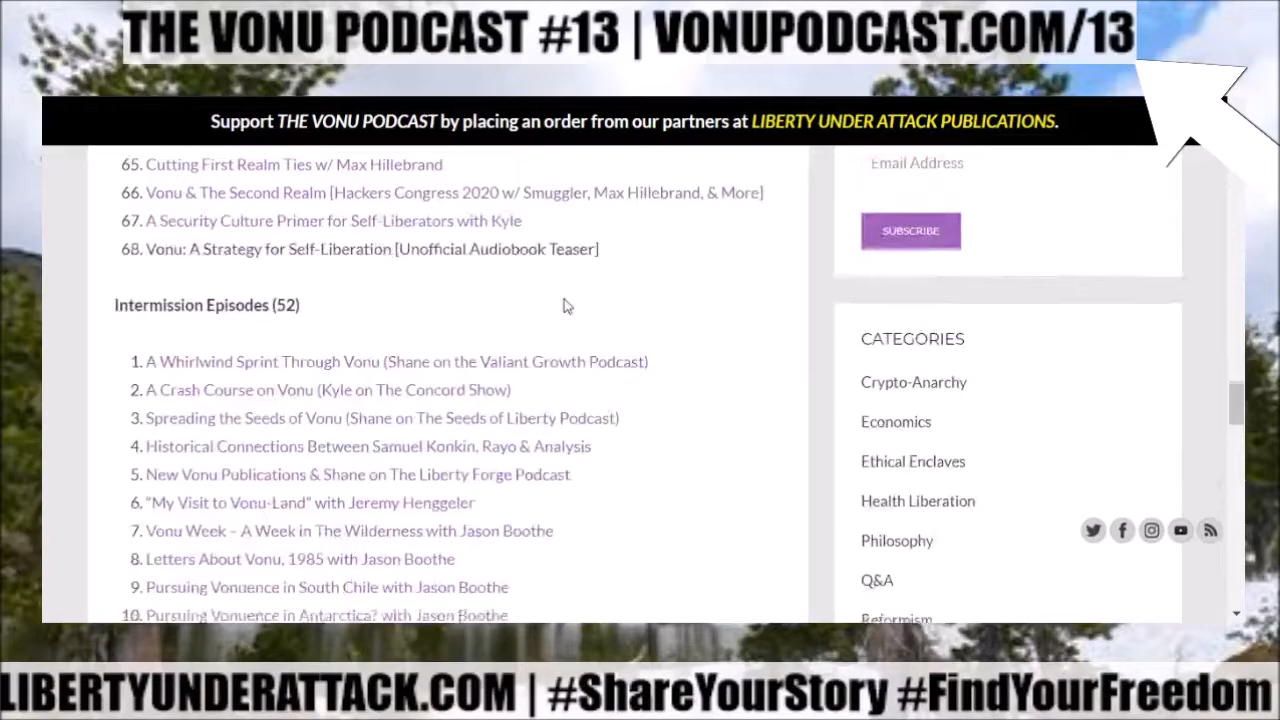 THE VONU PODCAST #13 | VONUPODCAST.COM/13
Support THE VONU PODCAST by placing an order from our partners at LIBERTY UNDER ATTACK PUBLICATIONS.
65. Cutting First Realm Ties w/ Max Hillebrand
66. Vonu & The Second Realm [Hackers Congress 2020 w/ Smuggler, Max Hillebrand, & More]
67. A Security Culture Primer for Self-Liberators with Kyle
68. Vonu: A Strategy for Self-Liberation [Unofficial Audiobook Teaser]
Intermission Episodes (52)
1. A Whirlwind Sprint Through Vonu (Shane on the Valiant Growth Podcast)
2. A Crash Course on Vonu (Kyle on The Concord Show)
3. Spreading the Seeds of Vonu (Shane on The Seeds of Liberty Podcast)
4. Historical Connections Between Samuel Konkin, Rayo & Analysis
5. New Vonu Publications & Shane on The Liberty Forge Podcast
6. "My Visit to Vonu-Land" with Jeremy Henggeler
7. Vonu Week – A Week in The Wilderness with Jason Boothe
8. Letters About Vonu, 1985 with Jason Boothe
9. Pursuing Vonuence in South Chile with Jason Boothe
10. Pursuing Vonuence in Antarctica? with Jason Boothe
Email Address
SUBSCRIBE
CATEGORIES
Crypto-Anarchy
Economics
Ethical Enclaves
Health Liberation
Philosophy
Q&A
Reformism
LIBERTYUNDERATTACK.COM | #ShareYourStory #FindYourFreedom